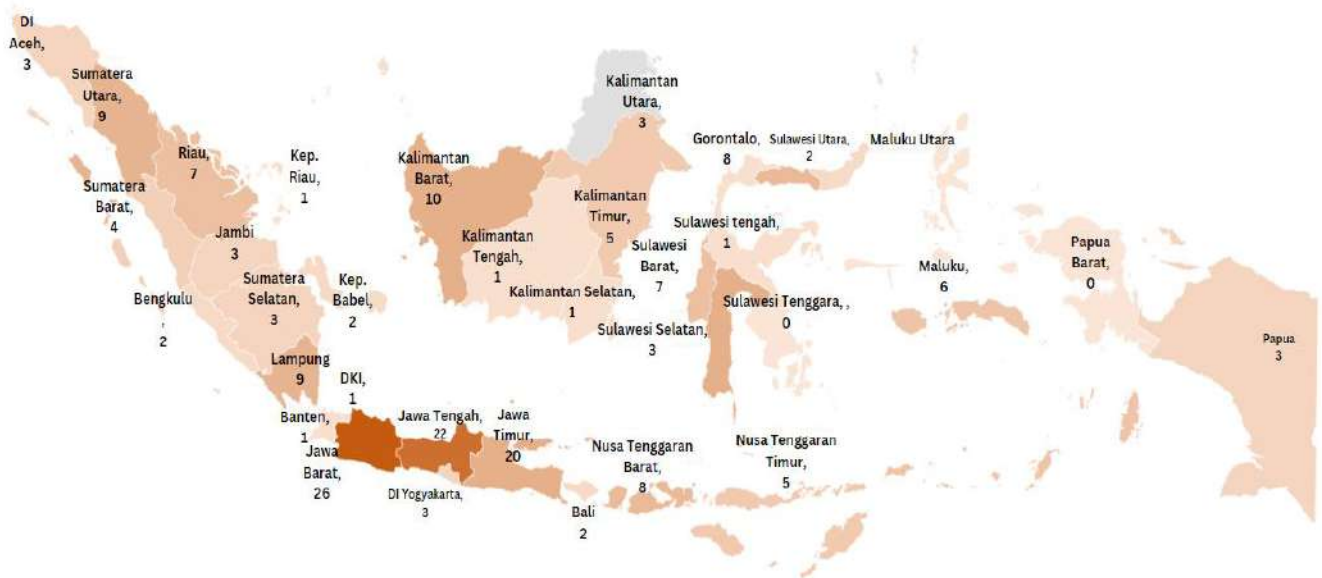 DI
Aceh,
3
Sumatera
Utara,
9
Riau,
7
Kep.
Riau,
1
Sumatera
Barat,
4
Jambi
3
Sumatera
Selatan,
3
Kep.
Babel,
2
Bengkulu
,
2
Lampung
9
DKI,
1
Banten,
1
Jawa
Barat,
26
Jawa Tengah,
22
DI Yogyakarta,
3
Jawa
Timur,
20
Bali
2
Nusa Tenggaran
Barat,
8
Nusa Tenggaran
Timur,
5
Kalimantan
Barat,
10
Kalimantan
Tengah,
1
Kalimantan Selatan,
1
Kalimantan
Timur,
5
Kalimantan
Utara,
3
Gorontalo,
8
Sulawesi Utara,
2
Sulawesi tengah,
1
Sulawesi
Barat,
7
Sulawesi Selatan,
3
Sulawesi Tenggara, ,
0
Maluku Utara
Maluku,
6
Papua
Barat,
0
Papua
3